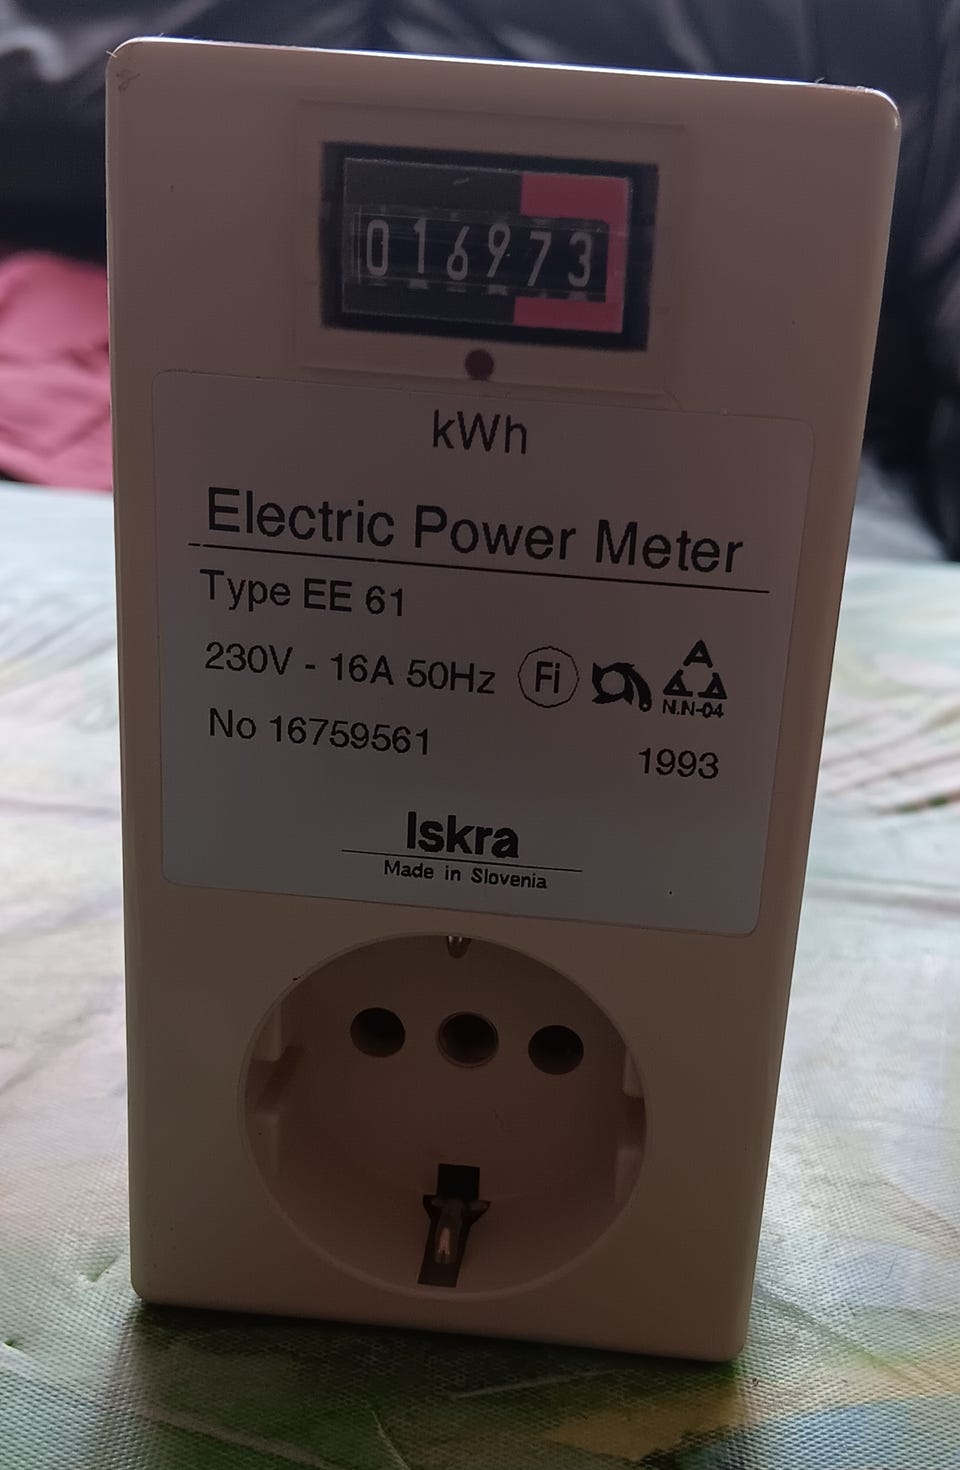 016973
kWh
Electric Power Meter
Type EE 61
230V - 16A 50Hz Fi
N.N-04
No 16759561 1993
Iskra
Made in Slovenia